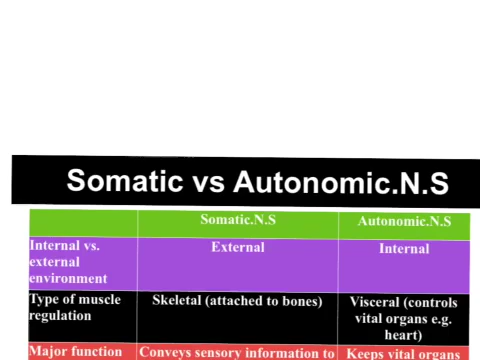 Somatic vs Autonomic.N.S
Somatic.N.S Autonomic.N.S
Internal vs. External Internal
external
environment
Type of muscle Skeletal (attached to bones) Visceral (controls
regulation vital organs e.g.
heart)
Major function Conveys sensory information to Keeps vital organs